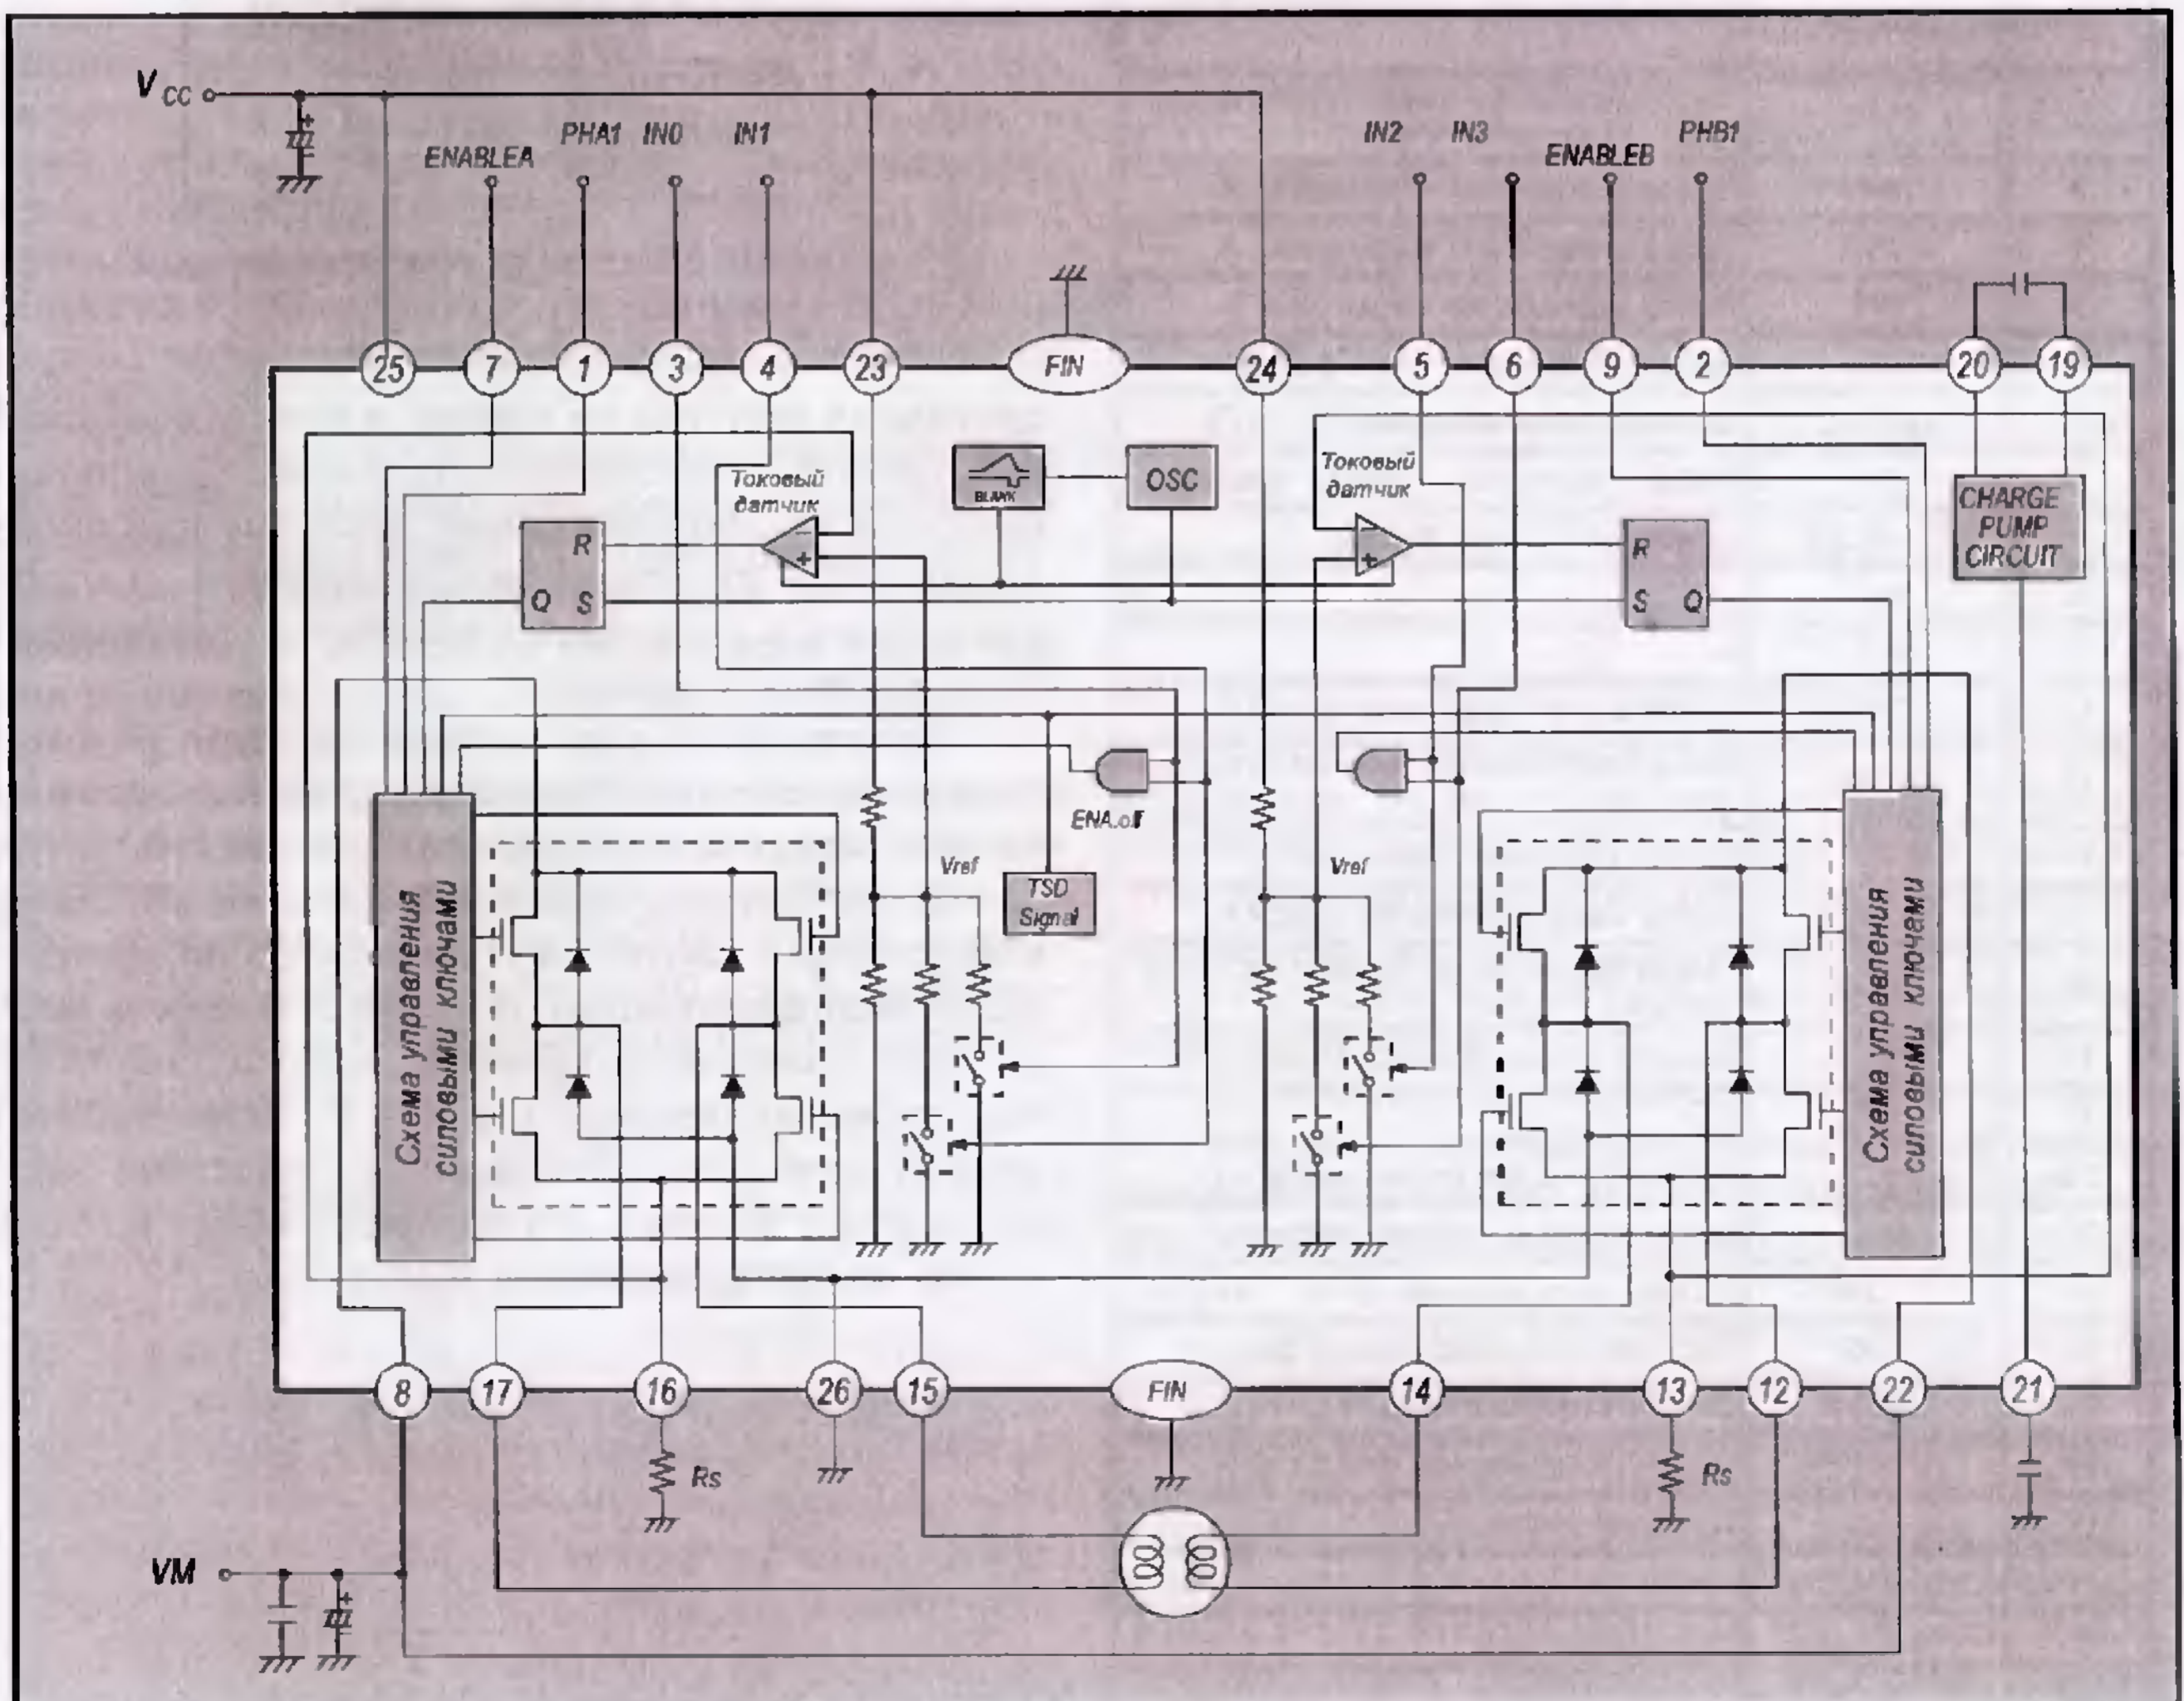 VCC
PHA1 IN0 IN1
ENABLEA
IN2 IN3
ENABLEB
PHB1
25 7 1 3 4 23 FIN 24 5 6 9 2 20 19
Токовый
датчик
BLANK
OSC
Токовый
датчик
CHARGE
PUMP
CIRCUIT
R
Q S
- +
- +
R
S Q
ENA.off
Vref
TSD
Signal
Vref
Схема управления
силовыми ключами
Схема управления
силовыми ключами
8 17 16 26 15 FIN 14 13 12 22 21
Rs
Rs
VM